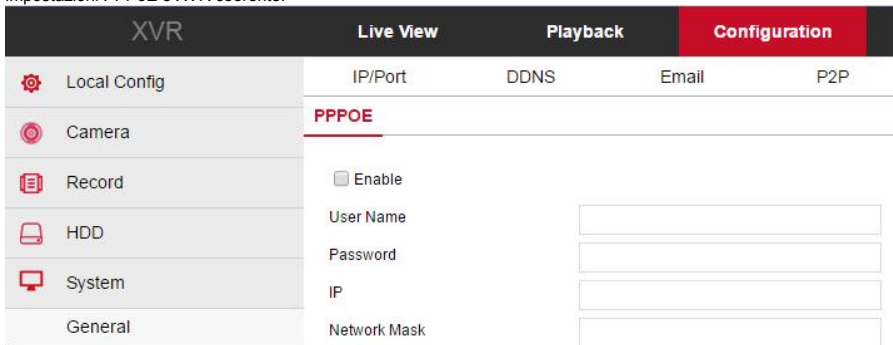 XVR Live View Playback Configuration
Local Config IP/Port DDNS Email P2P
PPPOE
Camera
Record Enable
User Name
HDD
Password
System
IP
General Network Mask